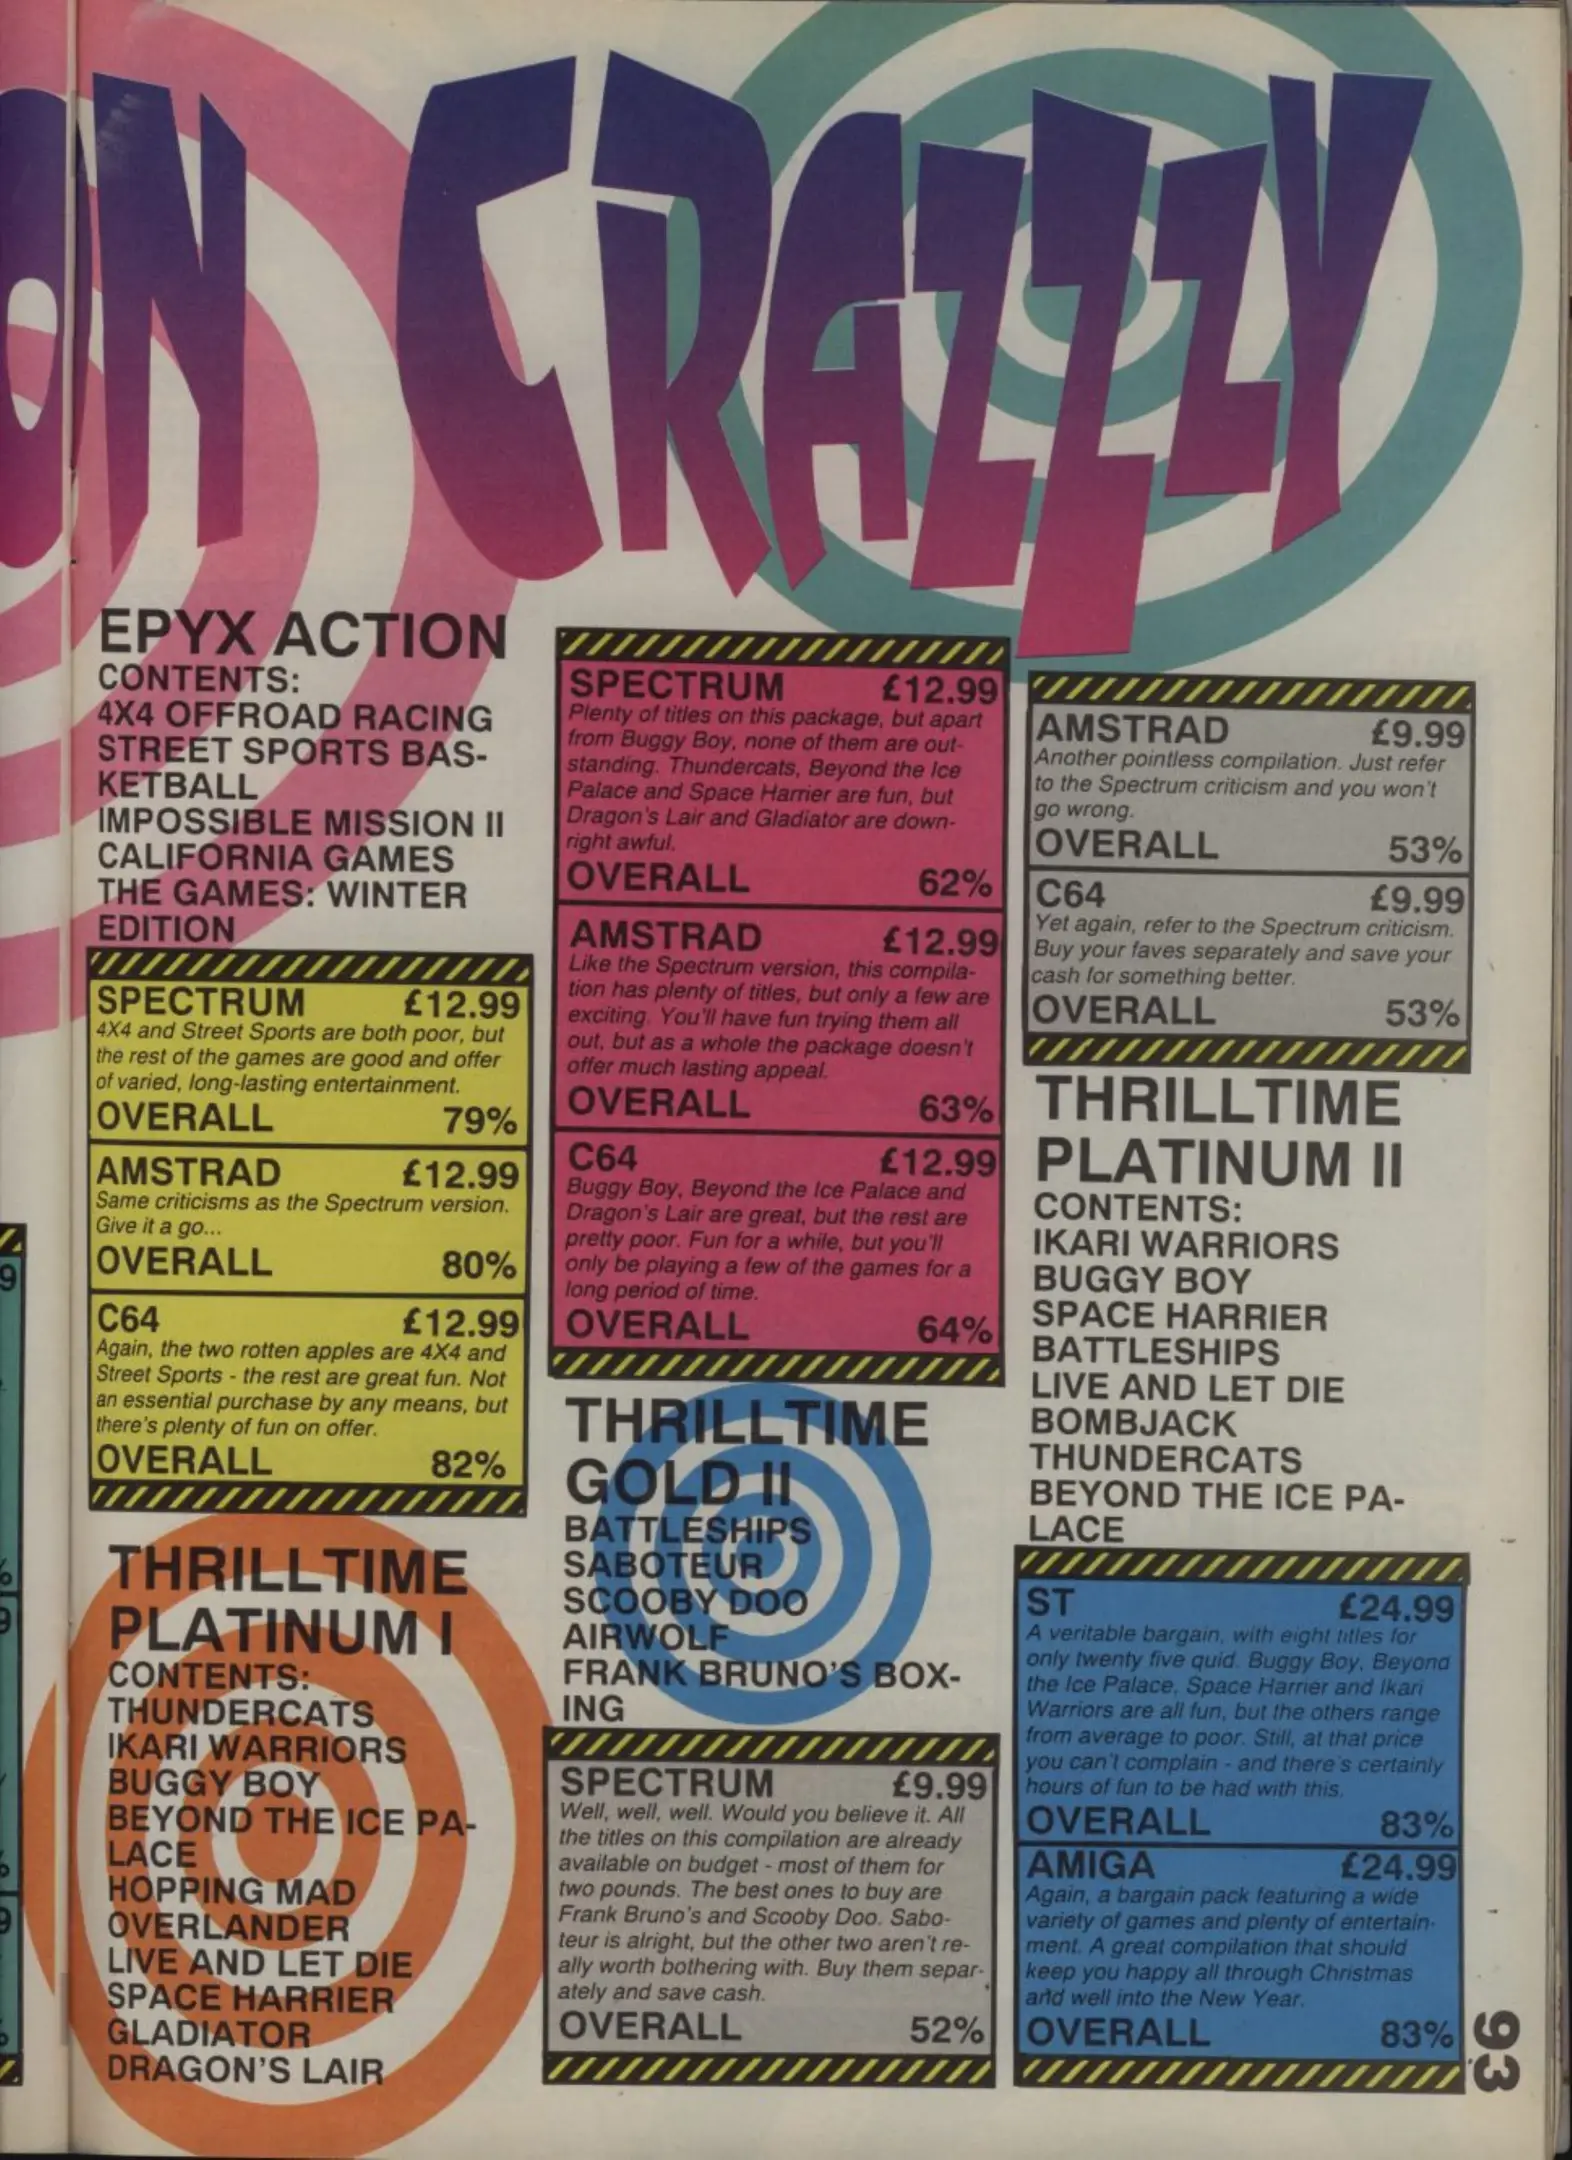 ON CRAZZZY
EPYX ACTION
CONTENTS:
4X4 OFFROAD RACING
STREET SPORTS BAS-
KETBALL
IMPOSSIBLE MISSION II
CALIFORNIA GAMES
THE GAMES: WINTER
EDITION
SPECTRUM £12.99
4X4 and Street Sports are both poor, but
the rest of the games are good and offer
of varied, long-lasting entertainment.
OVERALL 79%
AMSTRAD £12.99
Same criticisms as the Spectrum version.
Give it a go...
OVERALL 80%
C64 £12.99
Again, the two rotten apples are 4X4 and
Street Sports - the rest are great fun. Not
an essential purchase by any means, but
there's plenty of fun on offer.
OVERALL 82%
THRILLTIME
PLATINUM I
CONTENTS:
THUNDERCATS
IKARI WARRIORS
BUGGY BOY
BEYOND THE ICE PA-
LACE
HOPPING MAD
OVERLANDER
LIVE AND LET DIE
SPACE HARRIER
GLADIATOR
DRAGON'S LAIR
SPECTRUM £12.99
Plenty of titles on this package, but apart
from Buggy Boy, none of them are out-
standing. Thundercats, Beyond the Ice
Palace and Space Harrier are fun, but
Dragon's Lair and Gladiator are down-
right awful.
OVERALL 62%
AMSTRAD £12.99
Like the Spectrum version, this compila-
tion has plenty of titles, but only a few are
exciting. You'll have fun trying them all
out, but as a whole the package doesn't
offer much lasting appeal.
OVERALL 63%
C64 £12.99
Buggy Boy, Beyond the Ice Palace and
Dragon's Lair are great, but the rest are
pretty poor. Fun for a while, but you'll
only be playing a few of the games for a
long period of time.
OVERALL 64%
THRILLTIME
GOLD II
BATTLESHIPS
SABOTEUR
SCOOBY DOO
AIRWOLF
FRANK BRUNO'S BOX-
ING
SPECTRUM £9.99
Well, well, well. Would you believe it. All
the titles on this compilation are already
available on budget - most of them for
two pounds. The best ones to buy are
Frank Bruno's and Scooby Doo. Sabo-
teur is alright, but the other two aren't re-
ally worth bothering with. Buy them separ-
ately and save cash.
OVERALL 52%
AMSTRAD £9.99
Another pointless compilation. Just refer
to the Spectrum criticism and you won't
go wrong.
OVERALL 53%
C64 £9.99
Yet again, refer to the Spectrum criticism.
Buy your faves separately and save your
cash for something better.
OVERALL 53%
THRILLTIME
PLATINUM II
CONTENTS:
IKARI WARRIORS
BUGGY BOY
SPACE HARRIER
BATTLESHIPS
LIVE AND LET DIE
BOMBJACK
THUNDERCATS
BEYOND THE ICE PA-
LACE
ST £24.99
A veritable bargain, with eight titles for
only twenty five quid. Buggy Boy, Beyond
the Ice Palace, Space Harrier and Ikari
Warriors are all fun, but the others range
from average to poor. Still, at that price
you can't complain - and there's certainly
hours of fun to be had with this.
OVERALL 83%
AMIGA £24.99
Again, a bargain pack featuring a wide
variety of games and plenty of entertain-
ment. A great compilation that should
keep you happy all through Christmas
and well into the New Year.
OVERALL 83%
93